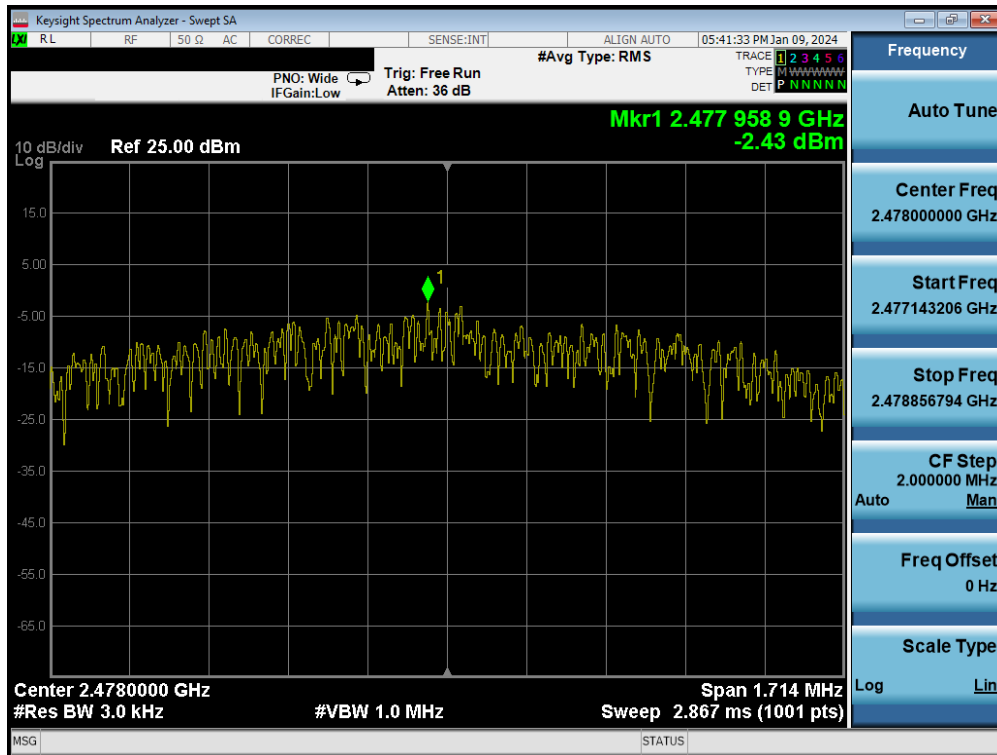 Keysight Spectrum Analyzer - Swept SA
LXI RL RF 50 Ω AC CORREC SENSE:INT ALIGN AUTO 05:41:33 PM Jan 09, 2024
Frequency
#Avg Type: RMS
TRACE 1 2 3 4 5 6
PNO: Wide Trig: Free Run
TYPE M WWWWW
IFGain:Low Atten: 36 dB
DET P N N N N N
Auto Tune
Mkr1 2.477 958 9 GHz
-2.43 dBm
10 dB/div Ref 25.00 dBm
Log
15.0
5.00
-5.00
-15.0
-25.0
-35.0
-45.0
-55.0
-65.0
1
Center Freq
2.478000000 GHz
Start Freq
2.477143206 GHz
Stop Freq
2.478856794 GHz
CF Step
2.000000 MHz
Auto Man
Freq Offset
0 Hz
Scale Type
Log Lin
Center 2.4780000 GHz Span 1.714 MHz
#Res BW 3.0 kHz #VBW 1.0 MHz Sweep 2.867 ms (1001 pts)
MSG STATUS